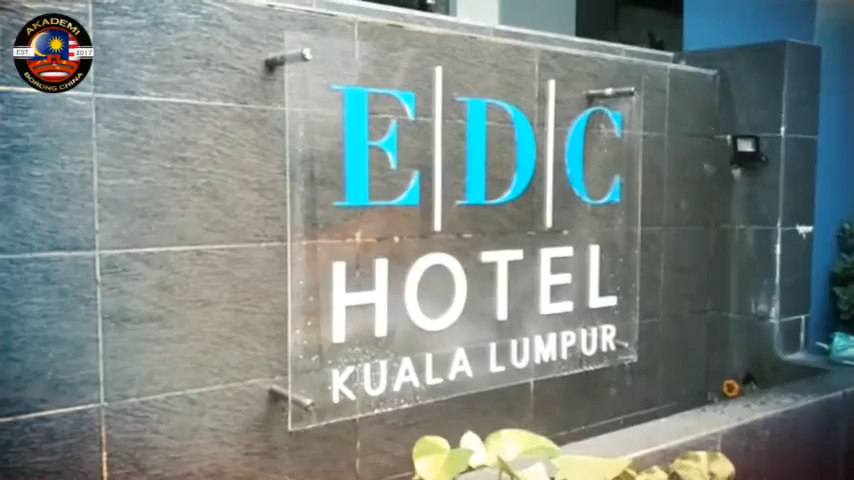 AKADEMI
EST. 2017
BORONG CHINA
E|D|C
HOTEL
KUALA LUMPUR